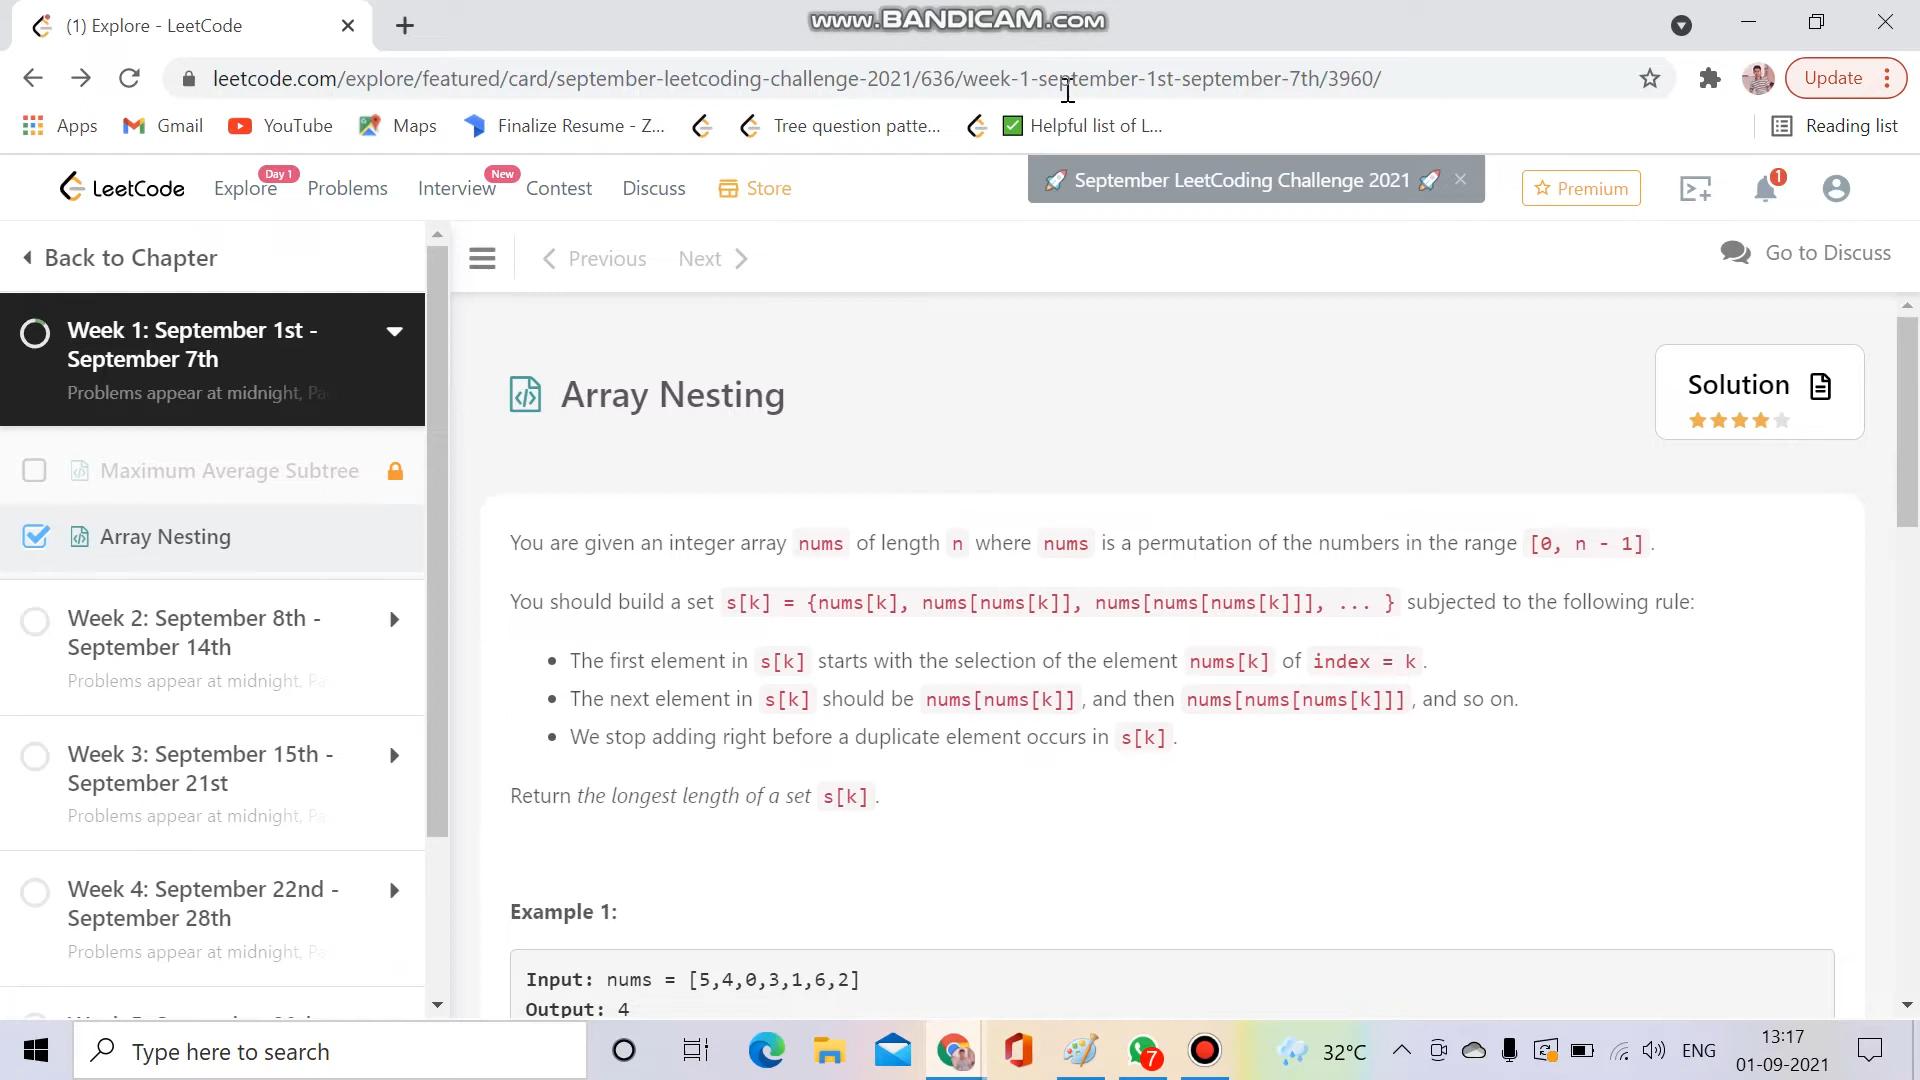 (1) Explore - LeetCode
www.BANDICAM.com
leetcode.com/explore/featured/card/september-leetcoding-challenge-2021/636/week-1-september-1st-september-7th/3960/
Update
Apps
Gmail
YouTube
Maps
Finalize Resume - Z...
Tree question patte...
Helpful list of L...
Reading list
LeetCode
Explore
Day 1
Problems
Interview
New
Contest
Discuss
Store
September LeetCoding Challenge 2021
Premium
1
Back to Chapter
Previous
Next
Go to Discuss
Week 1: September 1st -
September 7th
Problems appear at midnight, Pa
Maximum Average Subtree
Array Nesting
Week 2: September 8th -
September 14th
Problems appear at midnight, Pa
Week 3: September 15th -
September 21st
Problems appear at midnight, Pa
Week 4: September 22nd -
September 28th
Problems appear at midnight, Pa
Array Nesting
Solution
You are given an integer array nums of length n where nums is a permutation of the numbers in the range [0, n - 1].
You should build a set s[k] = {nums[k], nums[nums[k]], nums[nums[nums[k]]], ... } subjected to the following rule:
• The first element in s[k] starts with the selection of the element nums[k] of index = k.
• The next element in s[k] should be nums[nums[k]], and then nums[nums[nums[k]]], and so on.
• We stop adding right before a duplicate element occurs in s[k].
Return the longest length of a set s[k].
Example 1:
Input: nums = [5,4,0,3,1,6,2]
Output: 4
Type here to search
7
32°C
ENG
13:17
01-09-2021